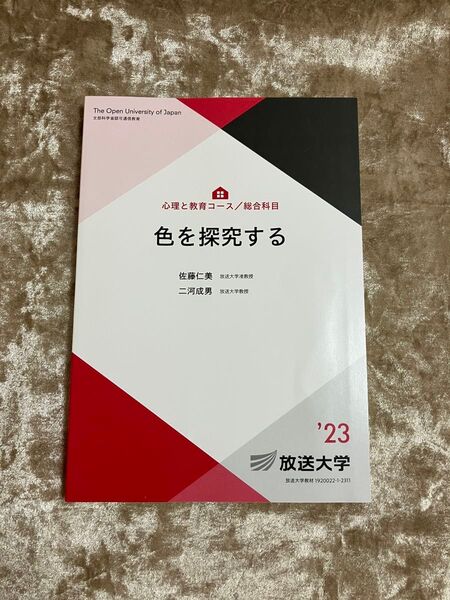 The Open University of Japan
文部科学省認可通信教育
心理と教育コース／総合科目
色を探究する
佐藤仁美 放送大学准教授
二河成男 放送大学教授
'23
放送大学
放送大学教材 1920022-1-2311